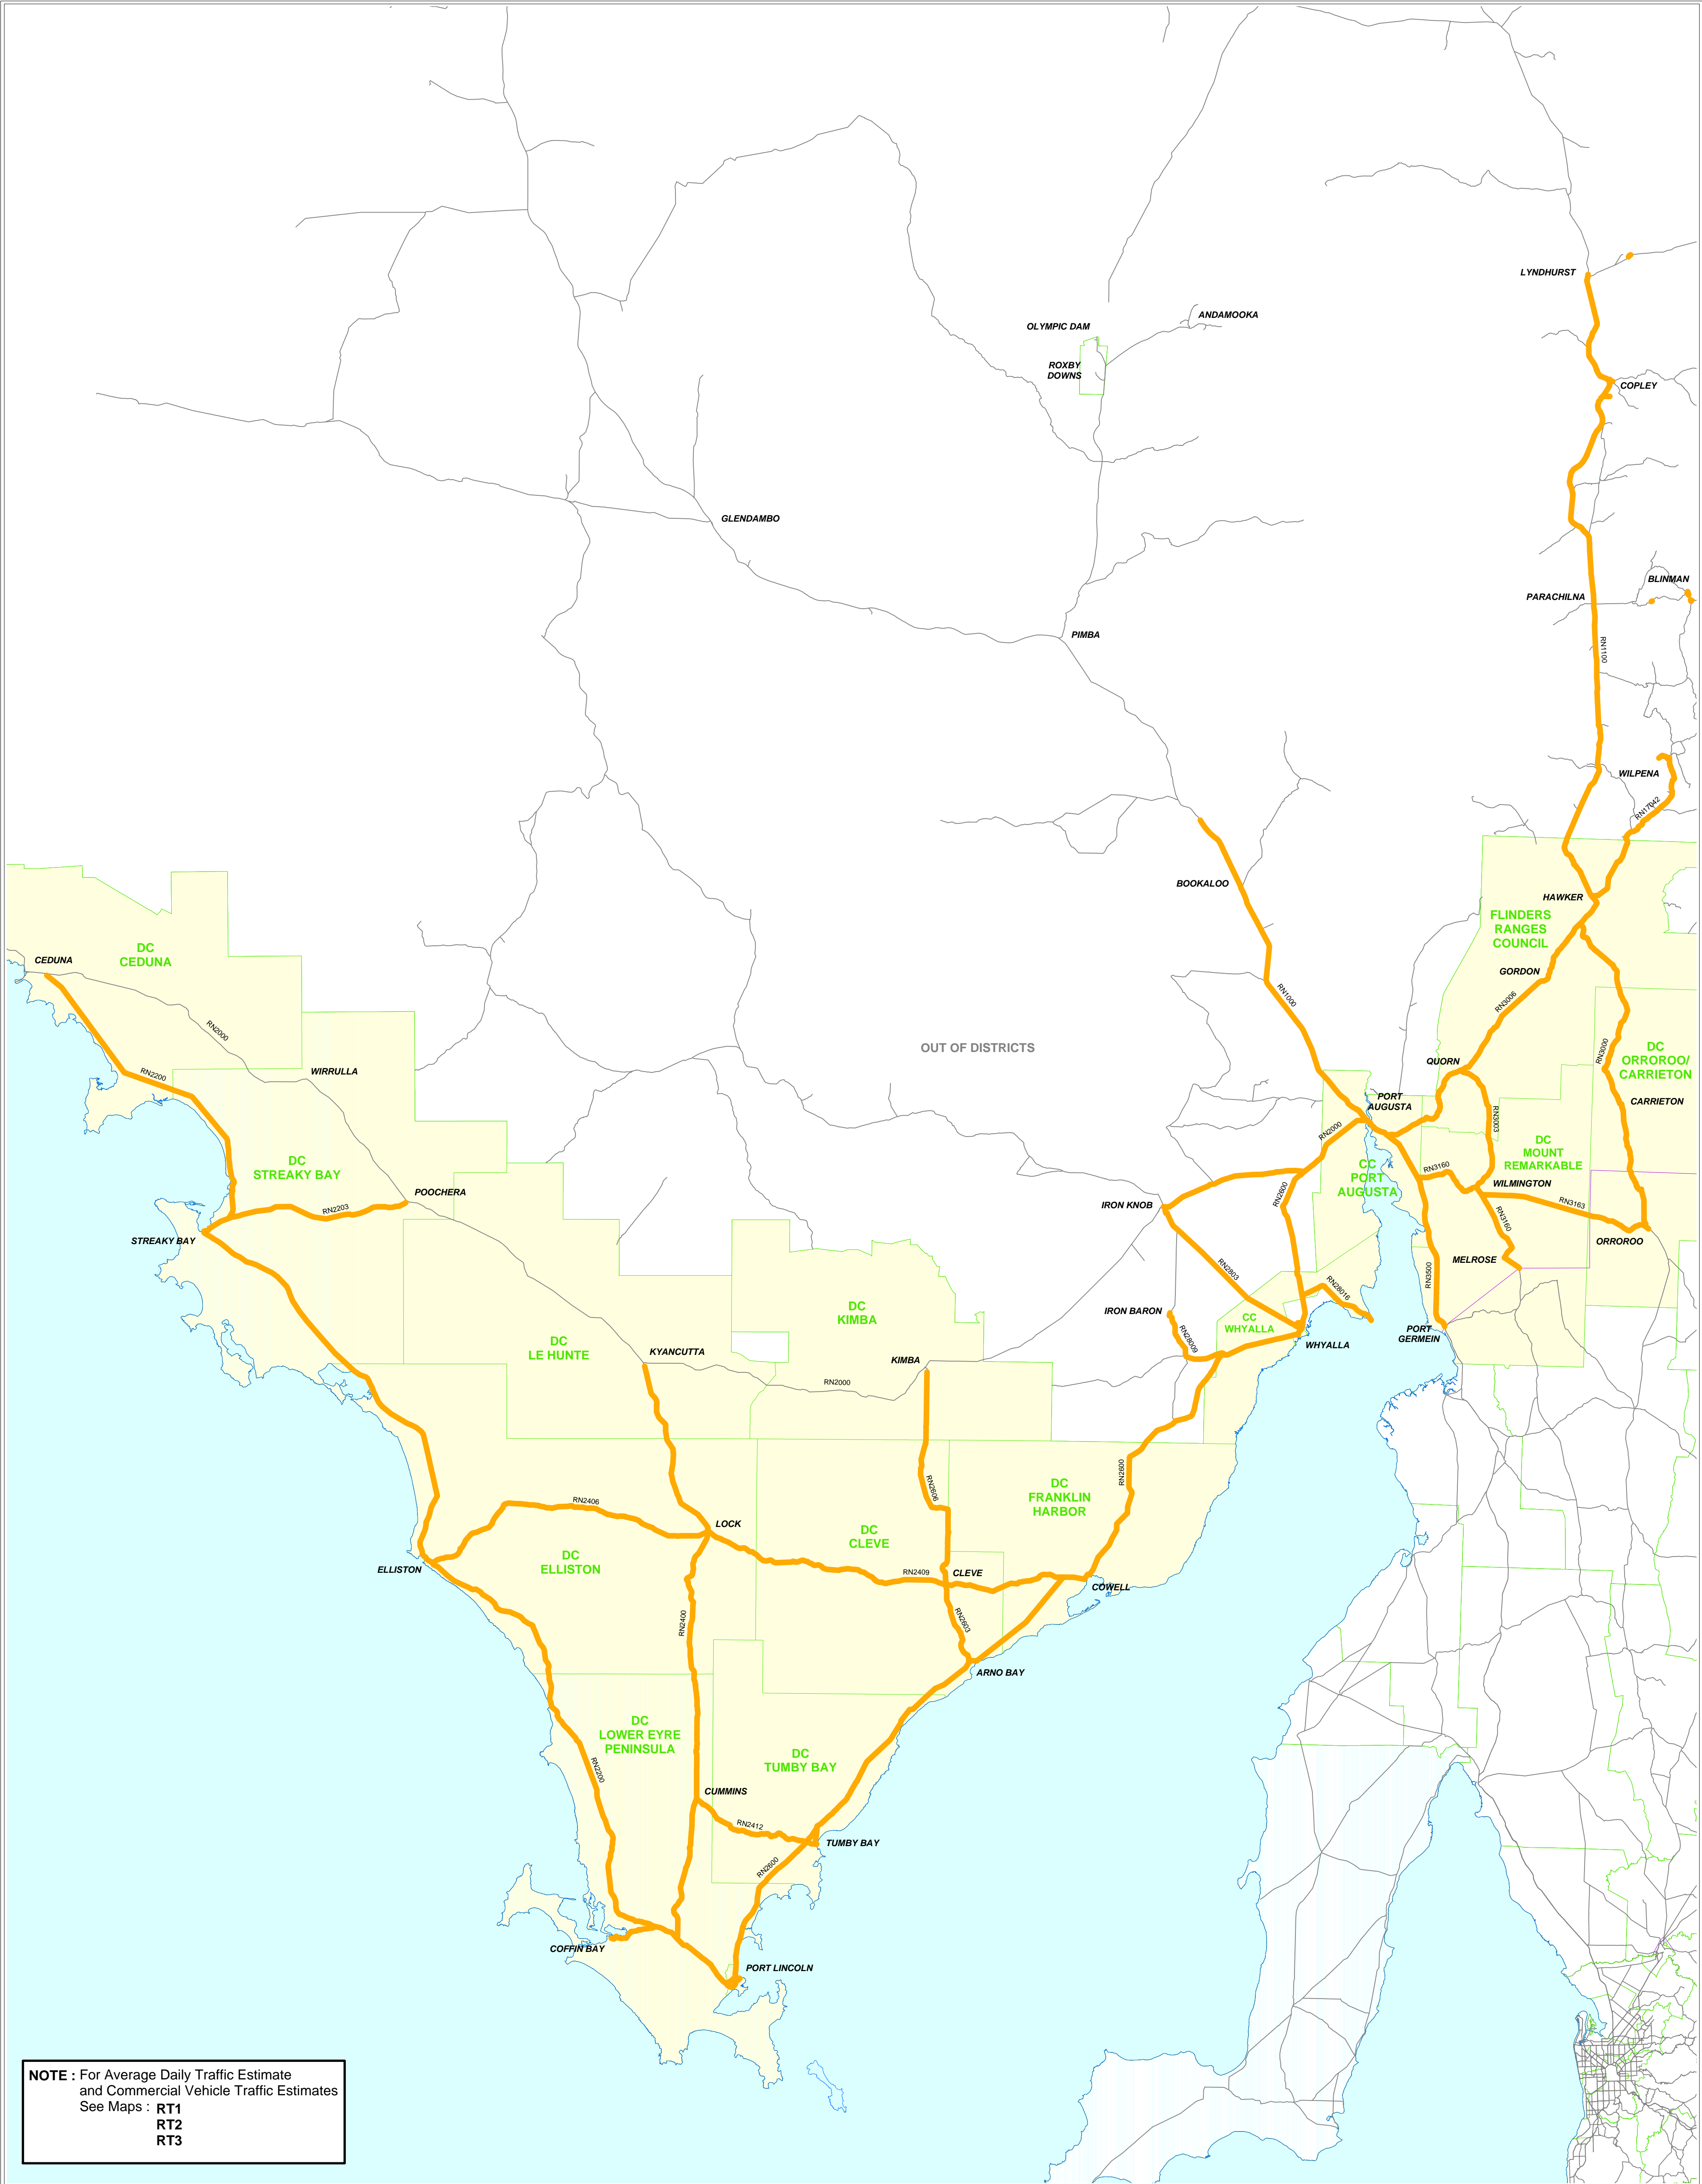 LYNDHURST
ANDAMOOKA
OLYMPIC DAM
ROXBY
DOWNS
COPLEY
GLENDAMBO
BLINMAN
PARACHILNA
PIMBA
RN1100
WILPENA
RN17042
BOOKALOO
HAWKER
FLINDERS
RANGES
COUNCIL
DC
CEDUNA
CEDUNA
GORDON
RN1000
RN3006
RN2000
OUT OF DISTRICTS
RN3000
DC
ORROROO/
CARRIETON
QUORN
WIRRULLA
RN2200
PORT
AUGUSTA
CARRIETON
RN3003
RN2000
DC
MOUNT
REMARKABLE
DC
STREAKY BAY
CC
PORT
AUGUSTA
RN3160
WILMINGTON
POOCHERA
RN2203
RN2600
IRON KNOB
RN3163
RN3160
STREAKY BAY
ORROROO
MELROSE
RN2803
RN3500
RN28016
DC
KIMBA
IRON BARON
CC
WHYALLA
PORT
GERMEIN
DC
LE HUNTE
RN28009
WHYALLA
KYANCUTTA
KIMBA
RN2000
RN2600
RN2606
DC
FRANKLIN
HARBOR
RN2406
LOCK
DC
CLEVE
DC
ELLISTON
ELLISTON
RN2409
CLEVE
COWELL
RN2400
RN2603
ARNO BAY
DC
LOWER EYRE
PENINSULA
DC
TUMBY BAY
RN2200
CUMMINS
RN2412
TUMBY BAY
RN2600
COFFIN BAY
PORT LINCOLN
NOTE : For Average Daily Traffic Estimate
and Commercial Vehicle Traffic Estimates
See Maps : RT1
RT2
RT3